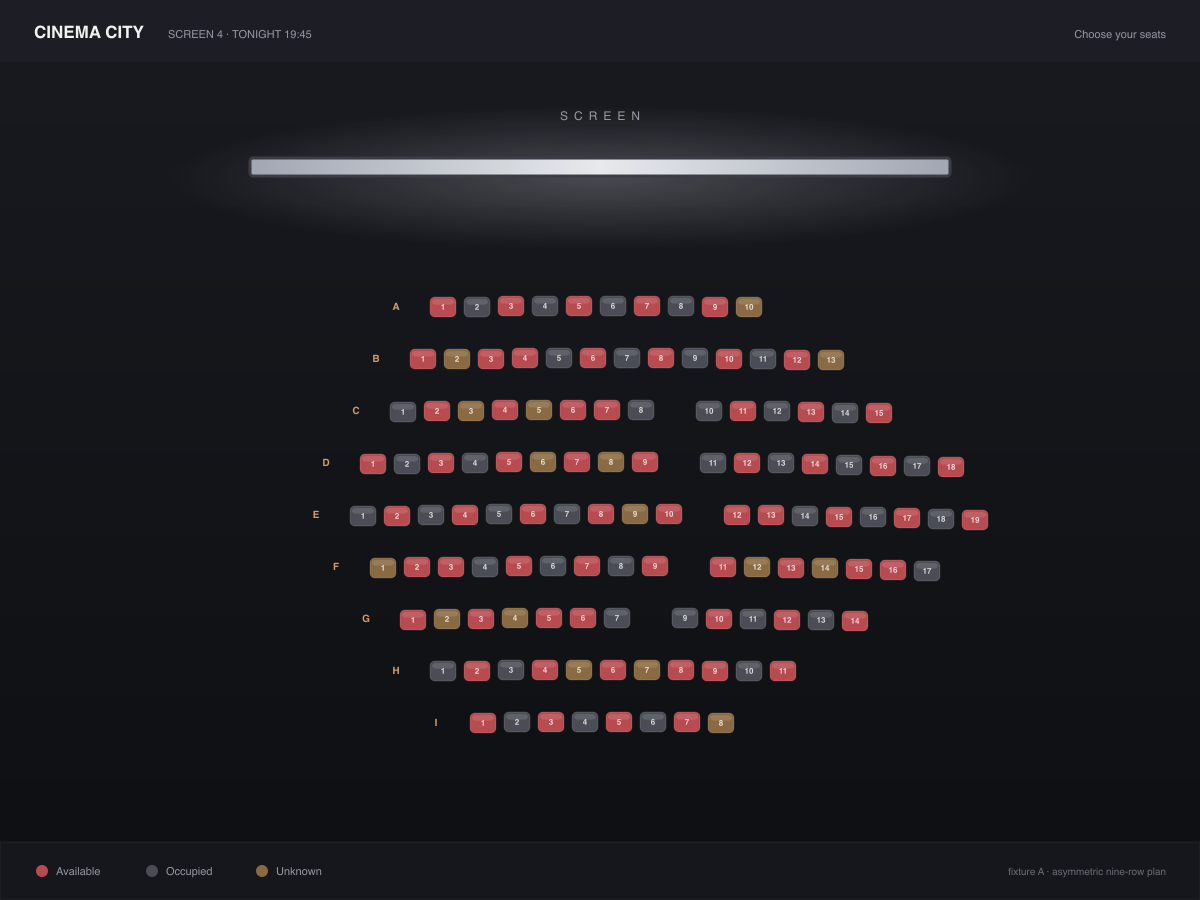 CINEMA CITY SCREEN 4 · TONIGHT 19:45 Choose your seats
SCREEN
A 1 2 3 4 5 6 7 8 9 10
B 1 2 3 4 5 6 7 8 9 10 11 12 13
C 1 2 3 4 5 6 7 8 10 11 12 13 14 15
D 1 2 3 4 5 6 7 8 9 11 12 13 14 15 16 17 18
E 1 2 3 4 5 6 7 8 9 10 12 13 14 15 16 17 18 19
F 1 2 3 4 5 6 7 8 9 11 12 13 14 15 16 17
G 1 2 3 4 5 6 7 9 10 11 12 13 14
H 1 2 3 4 5 6 7 8 9 10 11
I 1 2 3 4 5 6 7 8
Available Occupied Unknown fixture A · asymmetric nine-row plan